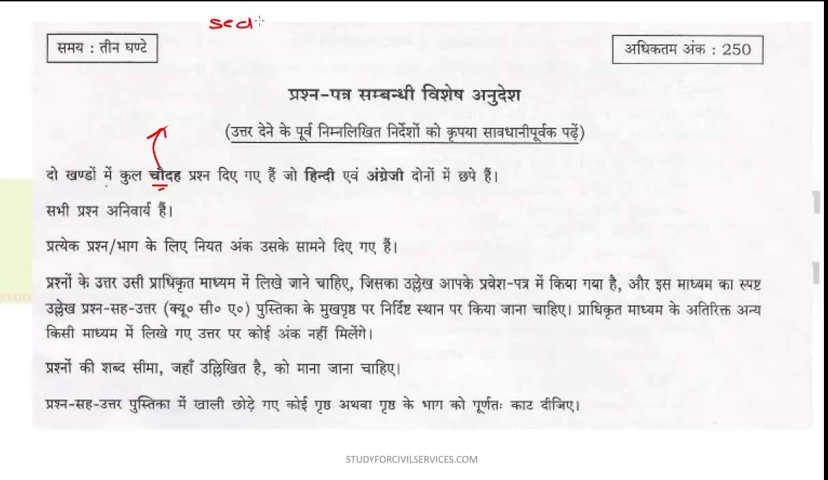 sed
समय : तीन घण्टे
अधिकतम अंक : 250
प्रश्न-पत्र सम्बन्धी विशेष अनुदेश
(उत्तर देने के पूर्व निम्नलिखित निर्देशों को कृपया सावधानीपूर्वक पढ़ें)
दो खण्डों में कुल चौदह प्रश्न दिए गए हैं जो हिन्दी एवं अंग्रेजी दोनों में छपे हैं।
सभी प्रश्न अनिवार्य हैं।
प्रत्येक प्रश्न/भाग के लिए नियत अंक उसके सामने दिए गए हैं।
प्रश्नों के उत्तर उसी प्राधिकृत माध्यम में लिखे जाने चाहिए, जिसका उल्लेख आपके प्रवेश-पत्र में किया गया है, और इस माध्यम का स्पष्ट
उल्लेख प्रश्न-सह-उत्तर (क्यू० सी० ए०) पुस्तिका के मुखपृष्ठ पर निर्दिष्ट स्थान पर किया जाना चाहिए। प्राधिकृत माध्यम के अतिरिक्त अन्य
किसी माध्यम में लिखे गए उत्तर पर कोई अंक नहीं मिलेंगे।
प्रश्नों की शब्द सीमा, जहाँ उल्लिखित है, को माना जाना चाहिए।
प्रश्न-सह-उत्तर पुस्तिका में खाली छोड़े गए कोई पृष्ठ अथवा पृष्ठ के भाग को पूर्णतः काट दीजिए।
STUDYFORCIVILSERVICES.COM